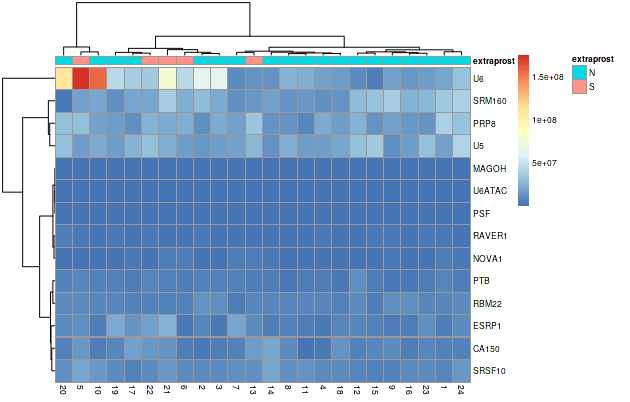 extraprost
U6
SRM160
PRP8
U5
MAGOH
U6ATAC
PSF
RAVER1
NOVA1
PTB
RBM22
ESRP1
CA150
SRSF10
20 5 10 19 17 22 21 6 2 3 7 13 14 8 11 4 18 12 15 9 16 23 1 24
1.5e+08
1e+08
5e+07
extraprost
N
S